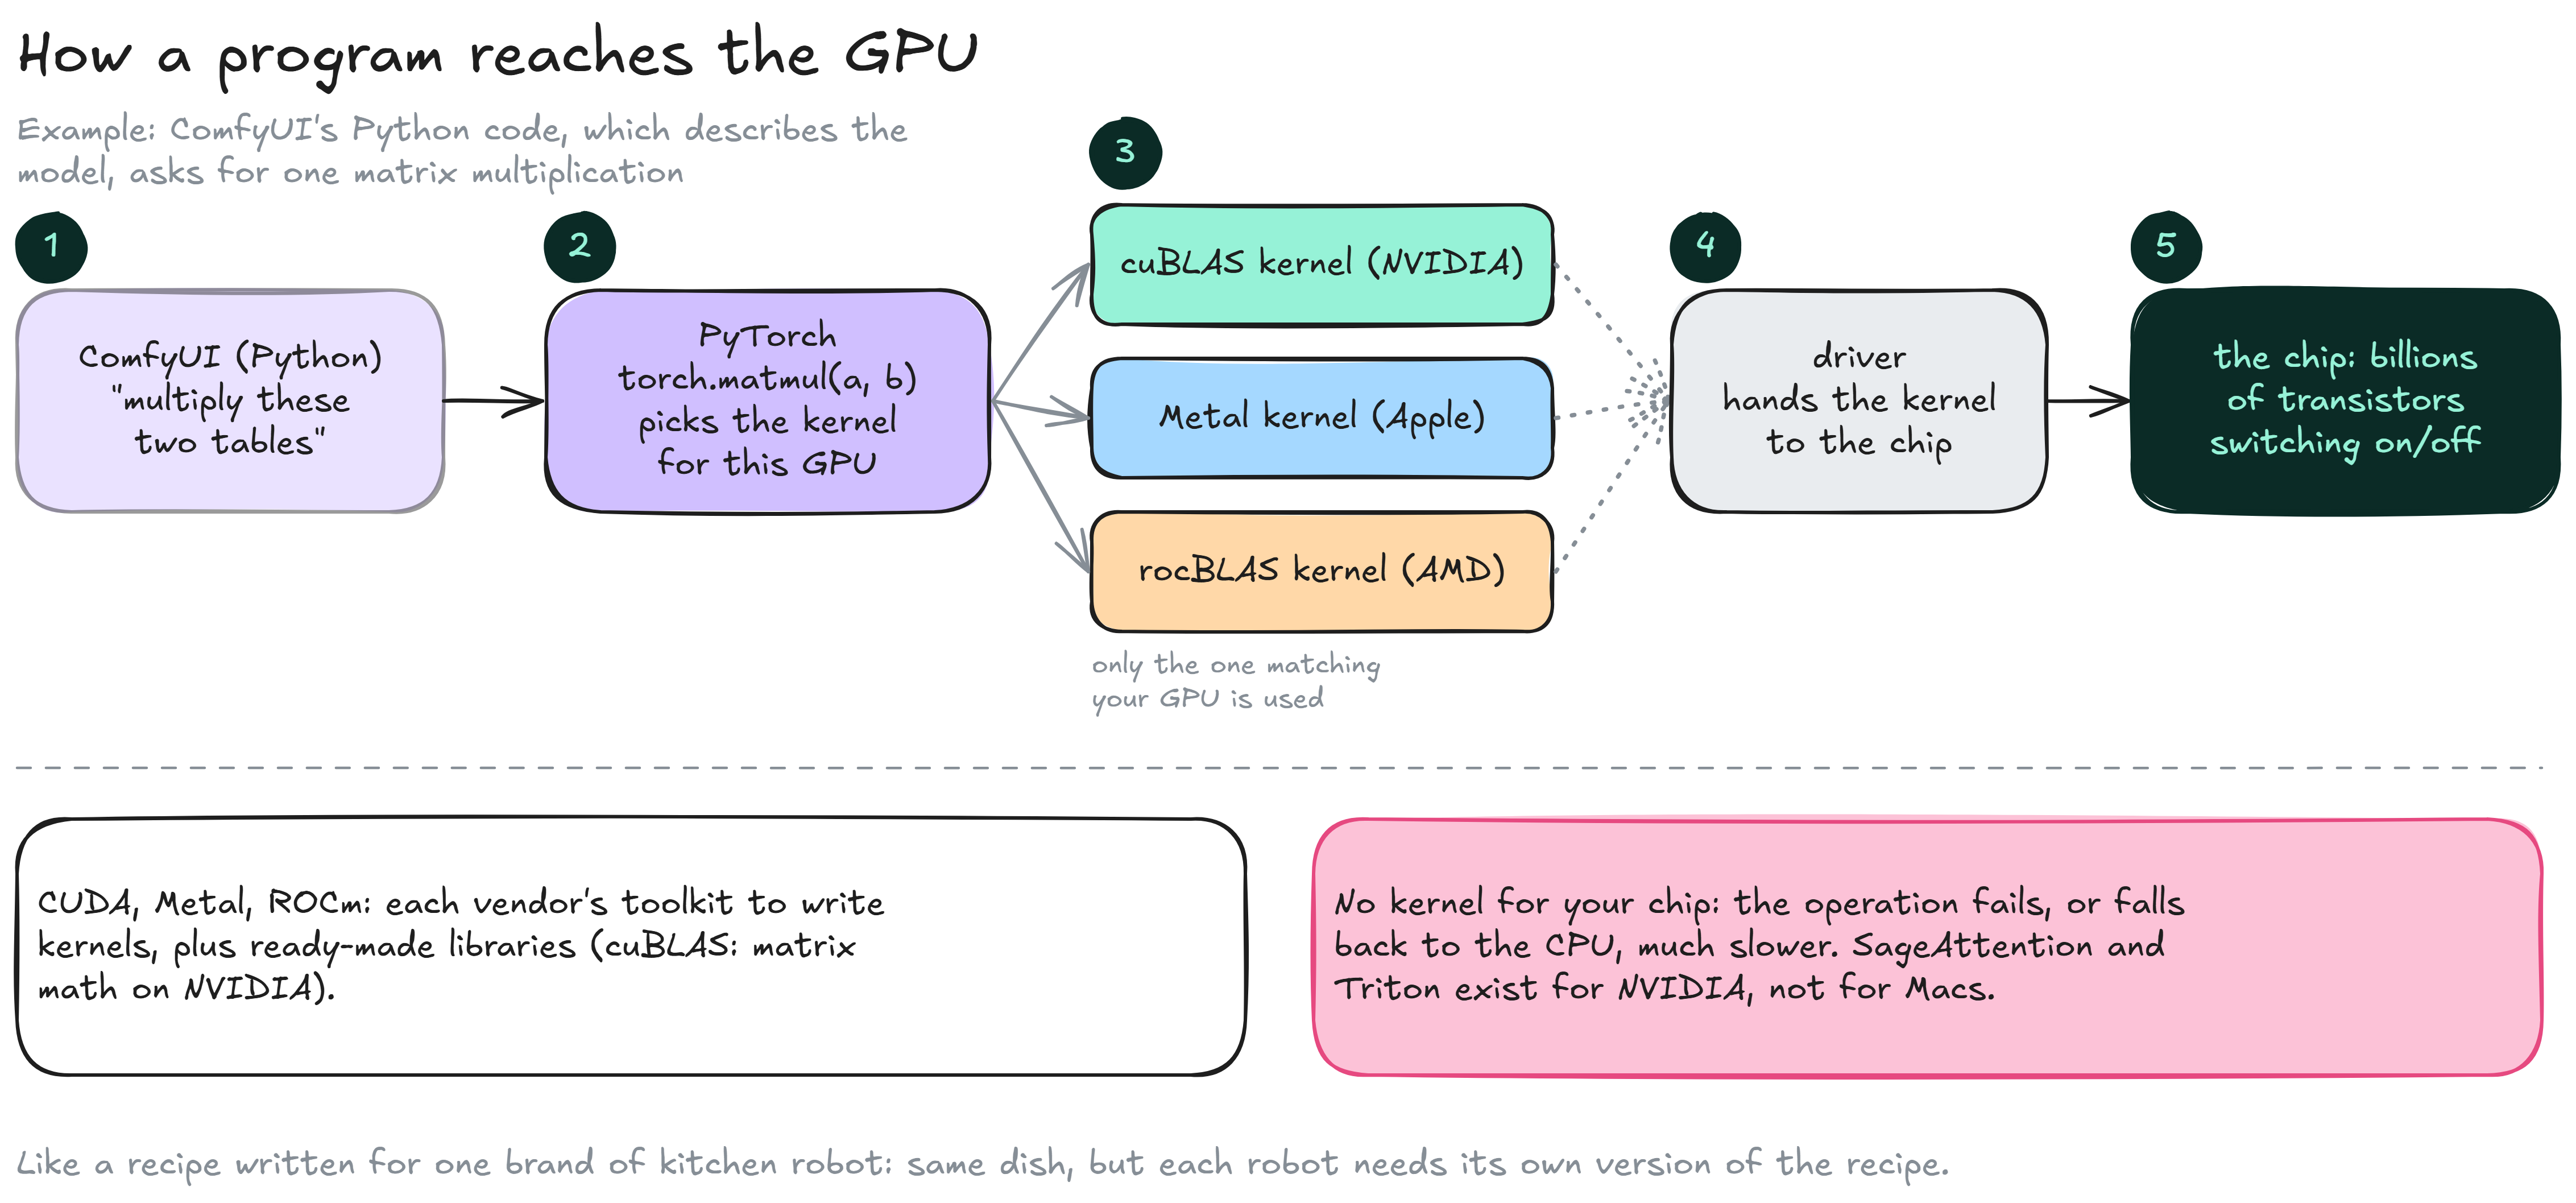 How a program reaches the GPU
Example: ComfyUI's Python code, which describes the
model, asks for one matrix multiplication
1
ComfyUI (Python)
"multiply these
two tables"
2
PyTorch
torch.matmul(a, b)
picks the kernel
for this GPU
3
cuBLAS kernel (NVIDIA)
Metal kernel (Apple)
rocBLAS kernel (AMD)
only the one matching
your GPU is used
4
driver
hands the kernel
to the chip
5
the chip: billions
of transistors
switching on/off
CUDA, Metal, ROCm: each vendor's toolkit to write
kernels, plus ready-made libraries (cuBLAS: matrix
math on NVIDIA).
No kernel for your chip: the operation fails, or falls
back to the CPU, much slower. SageAttention and
Triton exist for NVIDIA, not for Macs.
Like a recipe written for one brand of kitchen robot: same dish, but each robot needs its own version of the recipe.